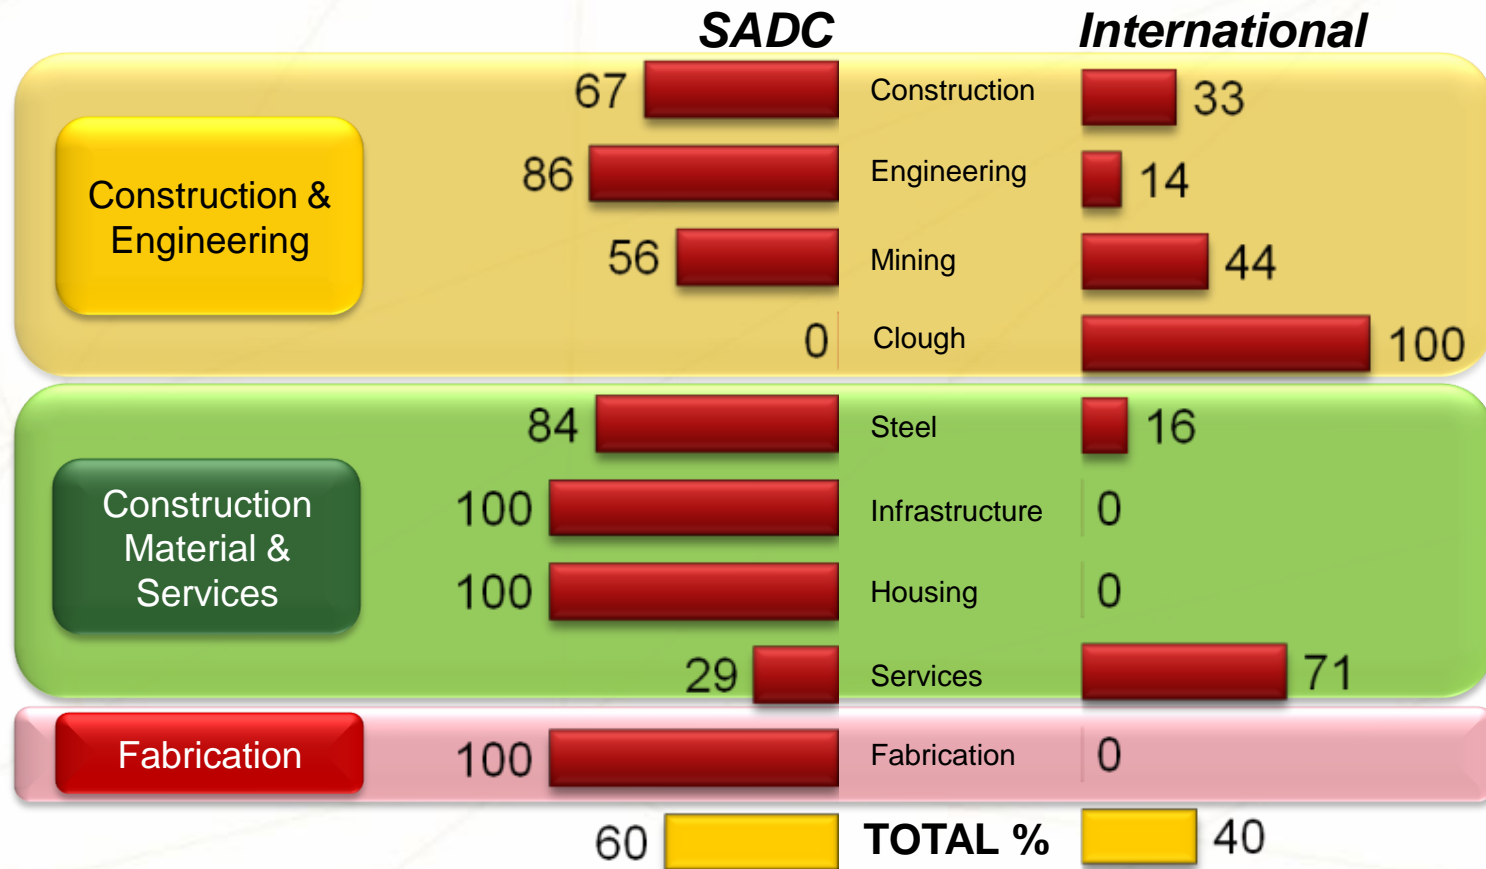 SADC International
67 Construction 33
Construction &
Engineering
86 Engineering 14
56 Mining 44
0 Clough 100
84 Steel 16
Construction
Material &
Services
100 Infrastructure 0
100 Housing 0
29 Services 71
Fabrication
100 Fabrication 0
60 TOTAL % 40